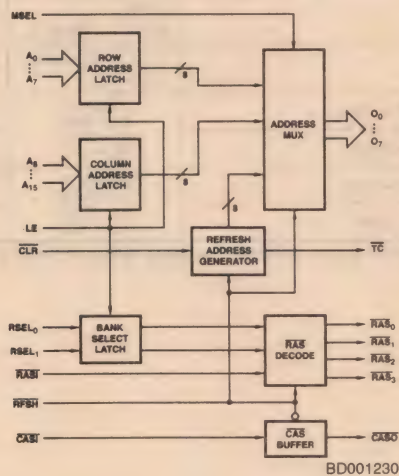 MSEL
A0
⋮
A7
ROW
ADDRESS
LATCH
8
ADDRESS
MUX
O0
⋮
O7
A8
⋮
A15
COLUMN
ADDRESS
LATCH
8
8
LE
CLR
REFRESH
ADDRESS
GENERATOR
TC
RSEL0
RSEL1
BANK
SELECT
LATCH
RAS
DECODE
RAS0
RAS1
RAS2
RAS3
RASI
RFSH
CASI
CAS
BUFFER
CASO
BD001230